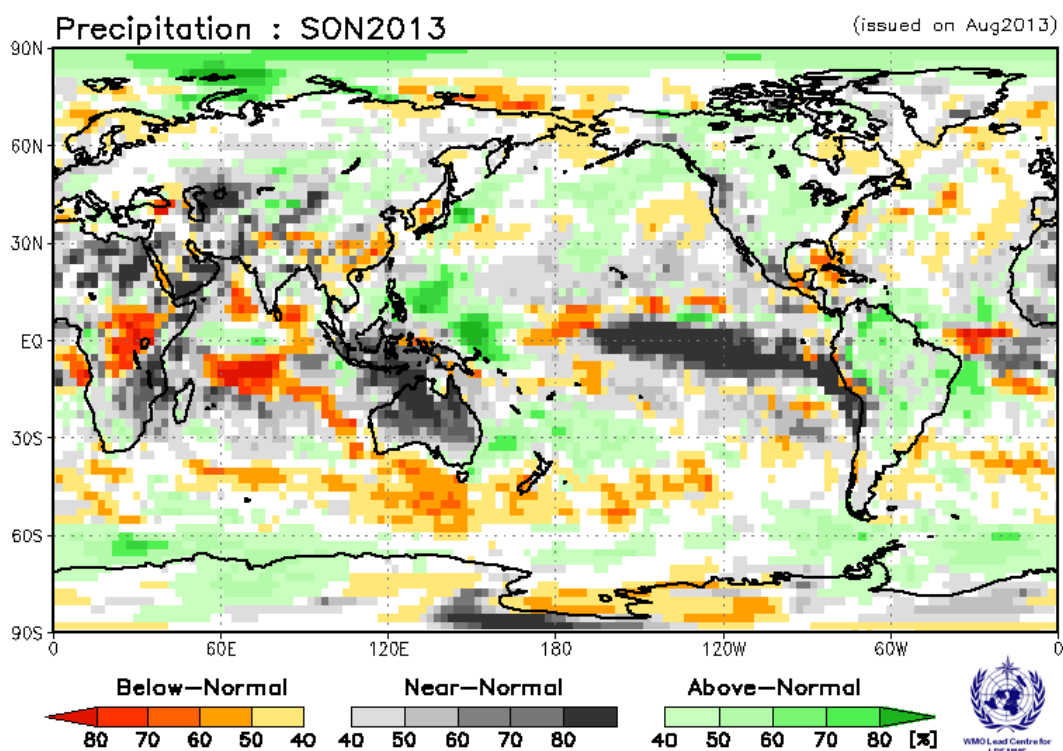 Precipitation : SON2013
(issued on Aug2013)
90N
60N
30N
EQ
30S
60S
90S
0 60E 120E 180 120W 60W 0
Below-Normal Near-Normal Above-Normal
80 70 60 50 40 40 50 60 70 80 40 50 60 70 80 [%]
WMO Lead Centre for